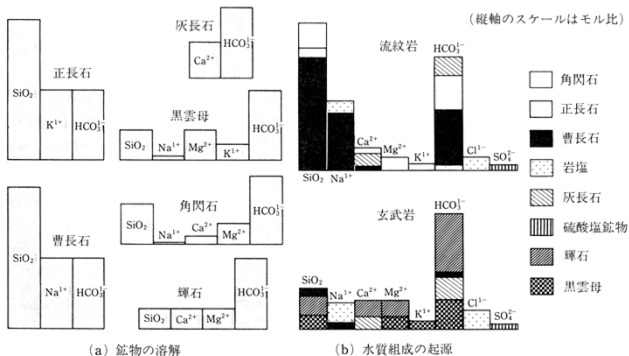 (縦軸のスケールはモル比)
正長石
SiO₂
K¹⁺
HCO₃¹⁻
灰長石
Ca²⁺
HCO₃¹⁻
黒雲母
SiO₂
Na¹⁺
Mg²⁺
K¹⁺
HCO₃¹⁻
曹長石
SiO₂
Na¹⁺
HCO₃¹⁻
角閃石
SiO₂
Na¹⁺
Ca²⁺
Mg²⁺
HCO₃¹⁻
輝石
SiO₂
Ca²⁺
Mg²⁺
HCO₃¹⁻
(a) 鉱物の溶解
流紋岩
SiO₂
Na¹⁺
Ca²⁺
Mg²⁺
K¹⁺
HCO₃¹⁻
Cl¹⁻
SO₄²⁻
玄武岩
SiO₂
Na¹⁺
Ca²⁺
Mg²⁺
K¹⁺
HCO₃¹⁻
Cl¹⁻
SO₄²⁻
(b) 水質組成の起源
角閃石
正長石
曹長石
岩塩
灰長石
硫酸塩鉱物
輝石
黒雲母